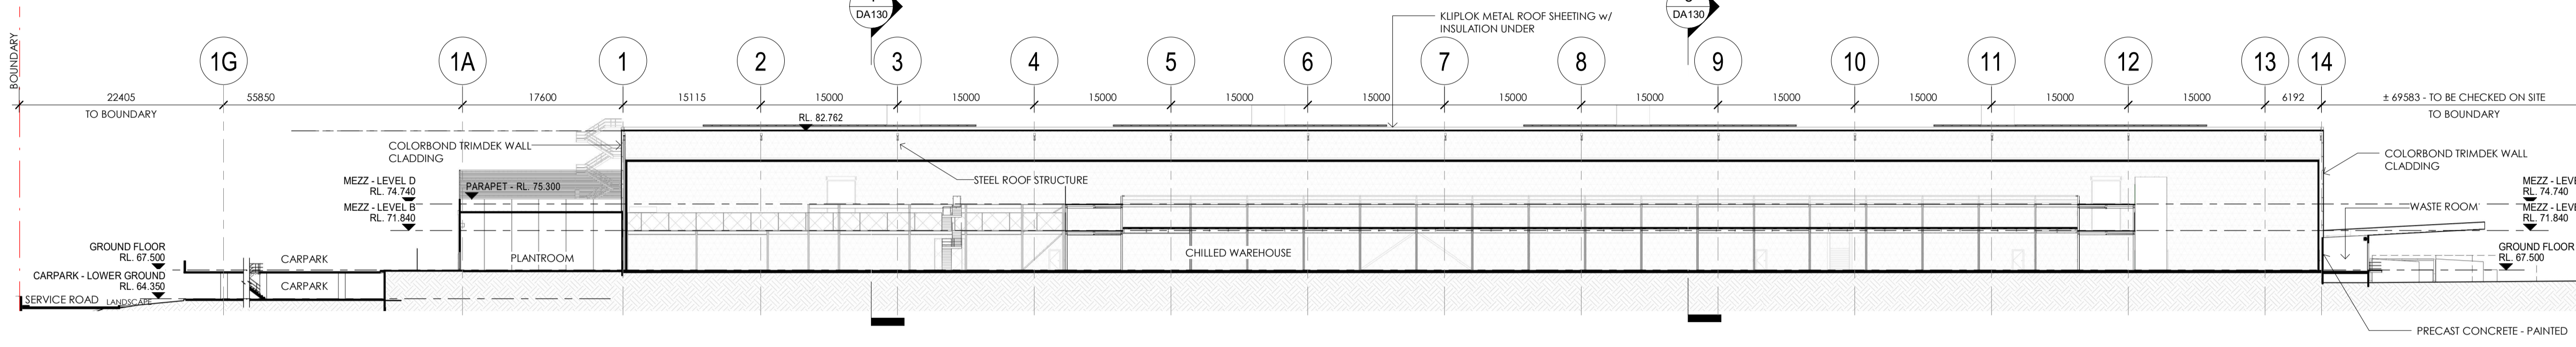 DA130
DA130
KLIPLOK METAL ROOF SHEETING w/
INSULATION UNDER
BOUNDARY
1G
1A
1
2
3
4
5
6
7
8
9
10
11
12
13
14
22405
55850
17600
15115
15000
15000
15000
15000
15000
15000
15000
15000
15000
15000
15000
6192
± 69583 - TO BE CHECKED ON SITE
TO BOUNDARY
TO BOUNDARY
RL. 82.762
COLORBOND TRIMDEK WALL
CLADDING
STEEL ROOF STRUCTURE
COLORBOND TRIMDEK WALL
CLADDING
MEZZ - LEVEL D
RL. 74.740
PARAPET - RL. 75.300
MEZZ - LEVEL B
RL. 71.840
MEZZ - LEVE
RL. 74.740
WASTE ROOM
MEZZ - LEVE
RL. 71.840
GROUND FLOOR
RL. 67.500
CARPARK
PLANTROOM
CHILLED WAREHOUSE
GROUND FLOOR
RL. 67.500
CARPARK - LOWER GROUND
RL. 64.350
CARPARK
SERVICE ROAD
LANDSCAPE
PRECAST CONCRETE - PAINTED